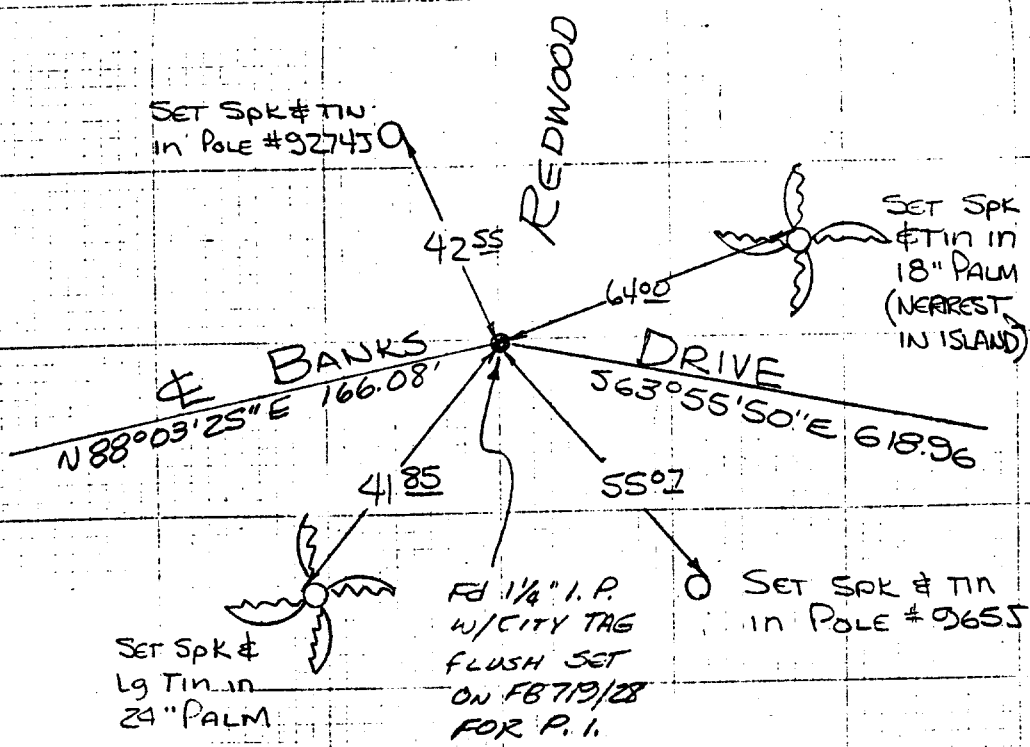 REDWOOD
SET SPK & TIN
in POLE #9274J
42 55
SET SPK
& Tin in
18" PALM
(NEAREST
IN ISLAND)
64 00
℄ BANKS DRIVE
N 88°03'25" E 166.08'
S 63°55'50" E 618.96
41 85
55 01
SET SPK &
Lg Tin in
24" PALM
Fd 1¼" I.P.
W/CITY TAG
FLUSH SET
ON FB 719/28
FOR P.I.
SET SPK & TIN
in POLE #965J